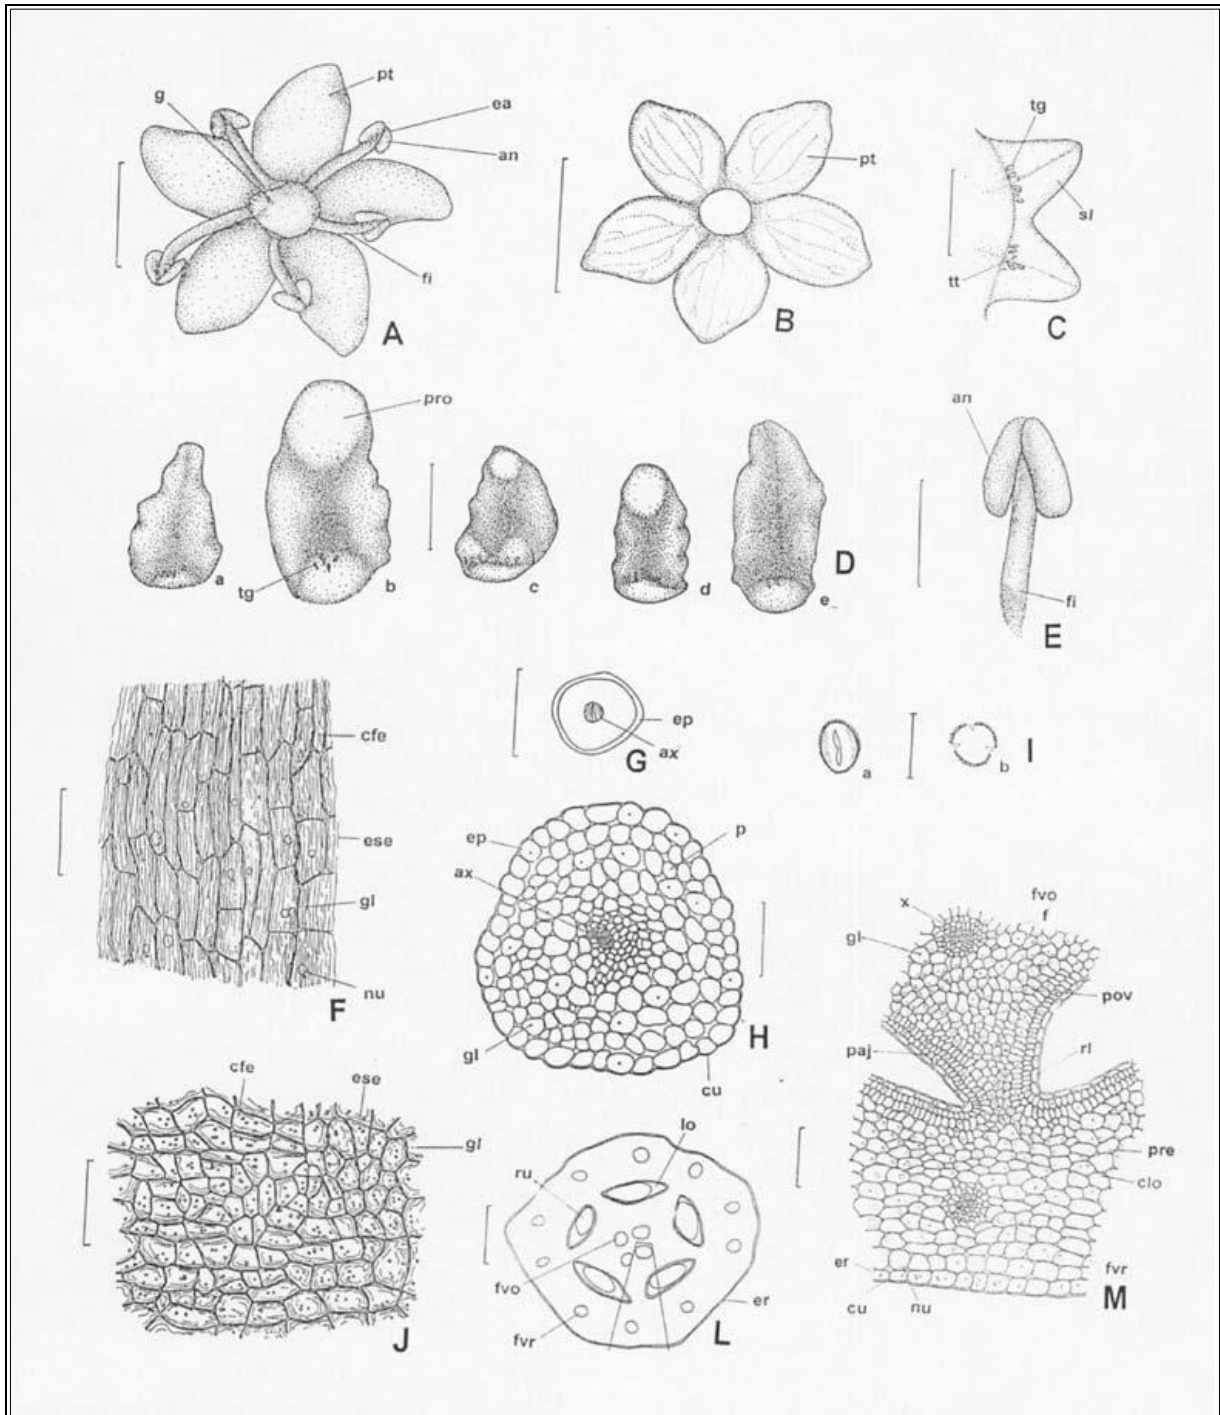 g
pt
ea
an
fi
A
pt
B
tg
sl
tt
C
pro
tg
a
b
c
d
e
D
an
fi
E
cfe
ese
gl
nu
F
ep
ax
G
a
b
I
ep
p
ax
gl
cu
H
x
fvo
f
gl
pov
paj
rl
pre
clo
er
fvr
cu
nu
M
cfe
ese
gl
J
lo
ru
fvo
er
fvr
L